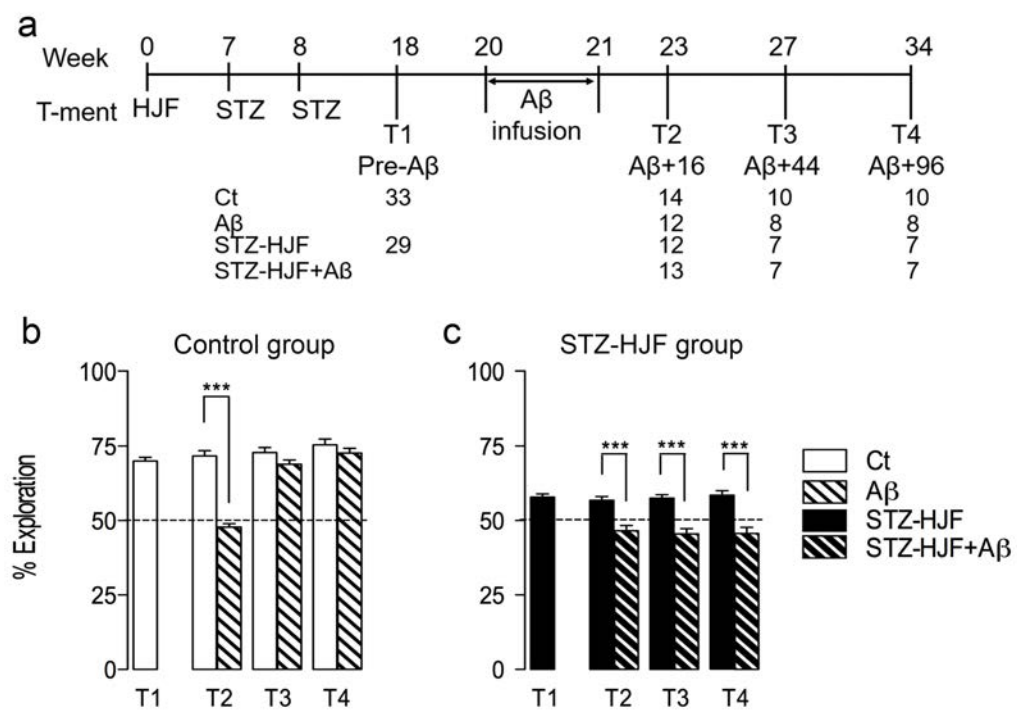 a
Week 0 7 8 18 20 21 23 27 34
T-ment HJF STZ STZ Aβ
infusion
T1 T2 T3 T4
Pre-Aβ Aβ+16 Aβ+44 Aβ+96
Ct 33 14 10 10
Aβ 12 8 8
STZ-HJF 29 12 7 7
STZ-HJF+Aβ 13 7 7
b
Control group
% Exploration
100
75
50
25
0
***
T1 T2 T3 T4
c
STZ-HJF group
100
75
50
25
0
*** *** ***
T1 T2 T3 T4
Ct
Aβ
STZ-HJF
STZ-HJF+Aβ